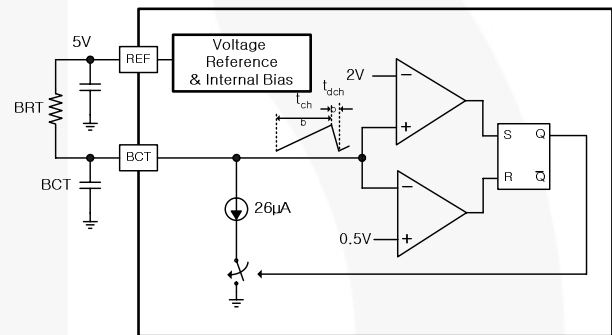 5V
REF
Voltage
Reference
& Internal Bias
BRT
BCT
BCT
t_ch
b
t_dch
b
26µA
2V
−
+
−
0.5V
+
S
Q
R
Q̅